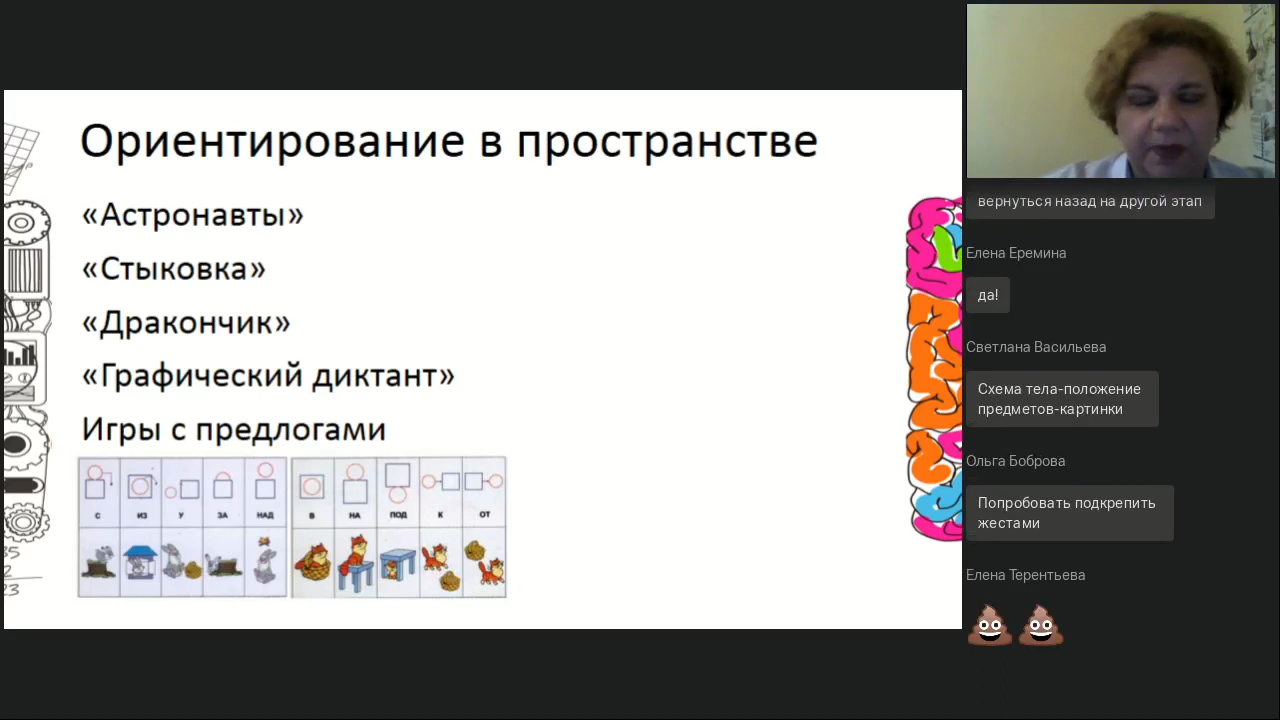 Ориентирование в пространстве
«Астронавты»
«Стыковка»
«Дракончик»
«Графический диктант»
Игры с предлогами
С ИЗ У ЗА НАД В НА ПОД К ОТ
вернуться назад на другой этап
Елена Еремина
да!
Светлана Васильева
Схема тела-положение
предметов-картинки
Ольга Боброва
Попробовать подкрепить
жестами
Елена Терентьева